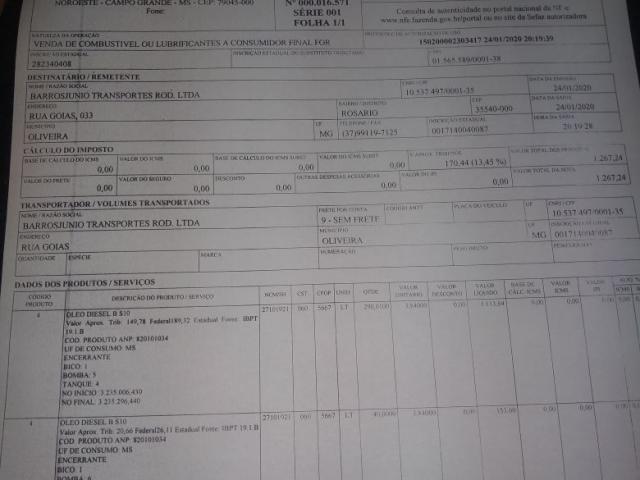 NOROESTE - CAMPO GRANDE - MS - CEP: 79045-000
Fone:
Nº 000.016.571
SÉRIE 001
FOLHA 1/1
Consulta de autenticidade no portal nacional da NF-e
www.nfe.fazenda.gov.br/portal ou no site da Sefaz autorizadora
NATUREZA DA OPERAÇÃO
VENDA DE COMBUSTIVEL OU LUBRIFICANTES A CONSUMIDOR FINAL FOR
PROTOCOLO DE AUTORIZAÇÃO DE USO
150200002303417 24/01/2020 20:19:39
INSCRIÇÃO ESTADUAL
282340408
INSCRIÇÃO ESTADUAL DO SUBSTITUTO TRIBUTÁRIO
01.565.589/0001-38
DESTINATÁRIO / REMETENTE
NOME / RAZÃO SOCIAL
BARROSJUNIO TRANSPORTES ROD. LTDA
CNPJ / CPF
10.537.497/0001-35
DATA DA EMISSÃO
24/01/2020
ENDEREÇO
RUA GOIAS, 033
BAIRRO / DISTRITO
ROSARIO
CEP
35540-000
DATA DA SAÍDA
24/01/2020
MUNICÍPIO
OLIVEIRA
UF
MG
TELEFONE / FAX
(37)99119-7125
INSCRIÇÃO ESTADUAL
0017140040087
HORA DA SAÍDA
20:19:28
CÁLCULO DO IMPOSTO
BASE DE CÁLCULO DO ICMS
0,00
VALOR DO ICMS
0,00
BASE DE CÁLCULO DO ICMS SUBST
0,00
VALOR DO ICMS SUBST
0,00
170,44 (13,45 %)
VALOR TOTAL DOS PRODUTOS
1.267,24
VALOR DO FRETE
0,00
VALOR DO SEGURO
0,00
DESCONTO
0,00
OUTRAS DESPESAS ACESSÓRIAS
0,00
VALOR DO IPI
0,00
VALOR TOTAL DA NOTA
1.267,24
TRANSPORTADOR / VOLUMES TRANSPORTADOS
NOME / RAZÃO SOCIAL
BARROSJUNIO TRANSPORTES ROD. LTDA
FRETE POR CONTA
9 - SEM FRETE
CÓDIGO ANTT
PLACA DO VEÍCULO
UF
CNPJ / CPF
10.537.497/0001-35
ENDEREÇO
RUA GOIAS
MUNICÍPIO
OLIVEIRA
UF
MG
INSCRIÇÃO ESTADUAL
0017140040087
QUANTIDADE
ESPÉCIE
MARCA
NUMERAÇÃO
PESO BRUTO
PESO LÍQUIDO
DADOS DOS PRODUTOS / SERVIÇOS
CÓDIGO PRODUTO
DESCRIÇÃO DO PRODUTO / SERVIÇO
NCM/SH
CST
CFOP
UNID
QTDE
VALOR UNITÁRIO
VALOR DESCONTO
VALOR LÍQUIDO
BASE DE CÁLC. ICMS
VALOR ICMS
VALOR IPI
4
OLEO DIESEL B S10
27101921 060 5667 LT 290,0100 3,84000 0,00 1.113,64 0,00 0,00 0,00
Valor Aprox. Trib: 149,78 Federal189,32 Estadual Fonte: IBPT
19.1.B
COD. PRODUTO ANP: 820101034
UF DE CONSUMO: MS
ENCERRANTE
BICO: 1
BOMBA: 5
TANQUE: 4
NO INÍCIO: 3.235.006,430
NO FINAL: 3.235.296,440
4
OLEO DIESEL B S10
27101921 060 5667 LT 40,0000 3,84000 0,00 153,60 0,00 0,00 0,00
Valor Aprox. Trib: 20,66 Federal26,11 Estadual Fonte: IBPT 19.1.B
COD. PRODUTO ANP: 820101034
UF DE CONSUMO: MS
ENCERRANTE
BICO: 1
BOMBA: 6